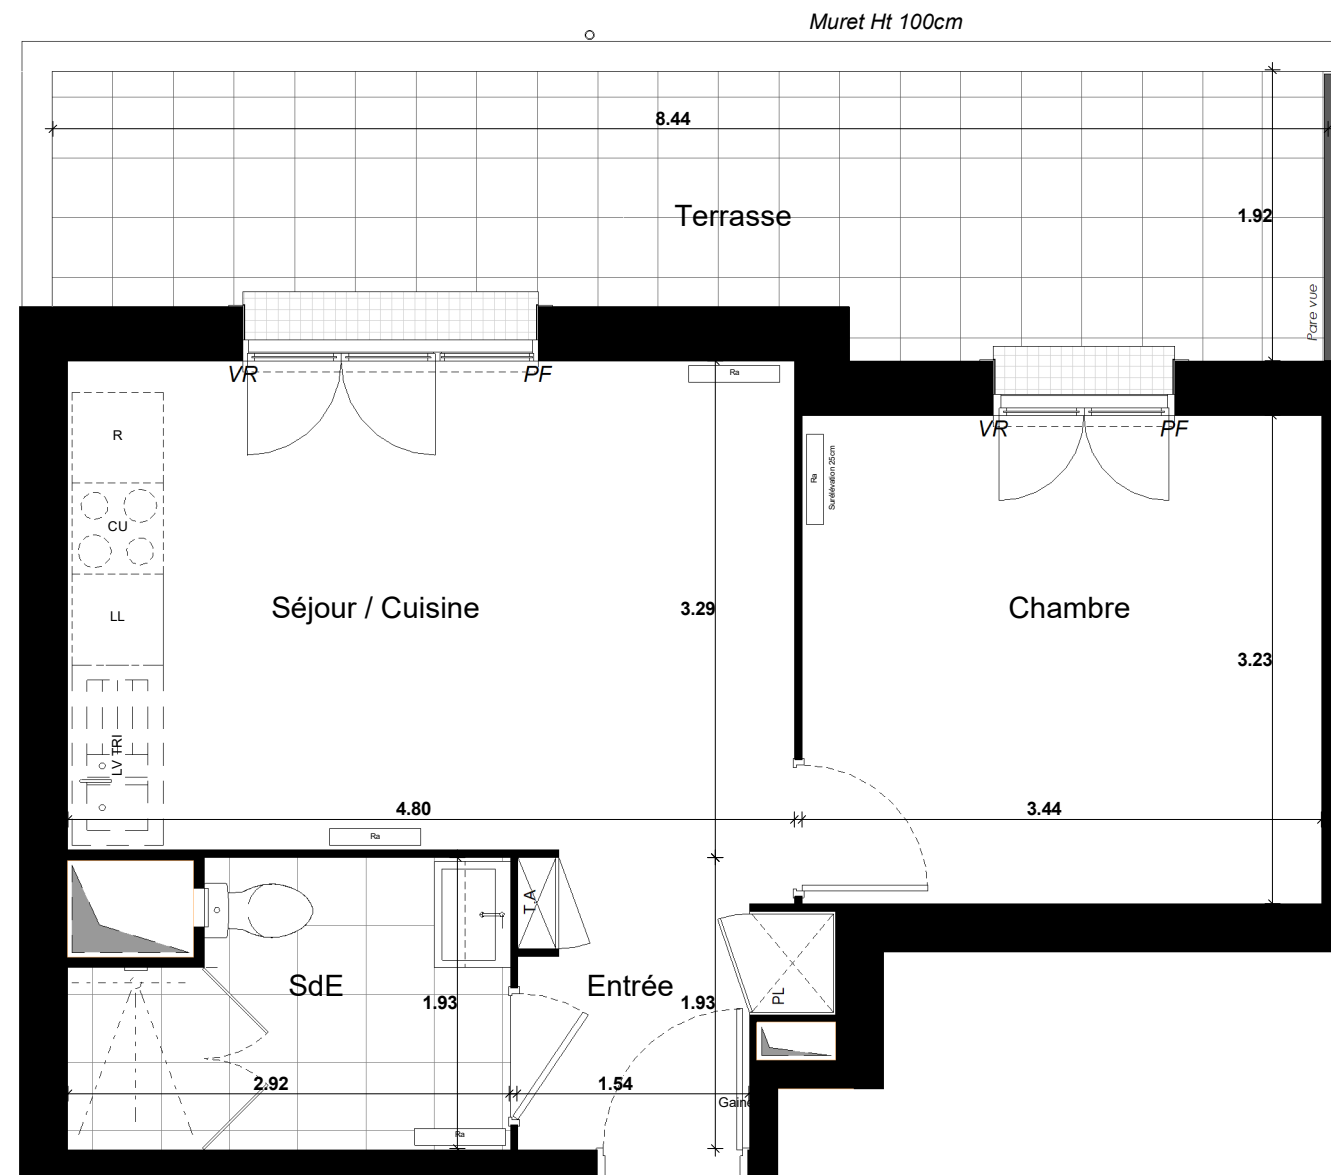 Muret Ht 100cm
8.44
Terrasse
1.92
Pare vue
VR
PF
Ra
VR
PF
R
Ra
Surélévation 25cm
CU
Séjour / Cuisine
3.29
Chambre
LL
3.23
LV TRI
4.80
3.44
Ra
T.A
SdE
Entrée
1.93
1.93
PL
2.92
1.54
Gaine
Ra